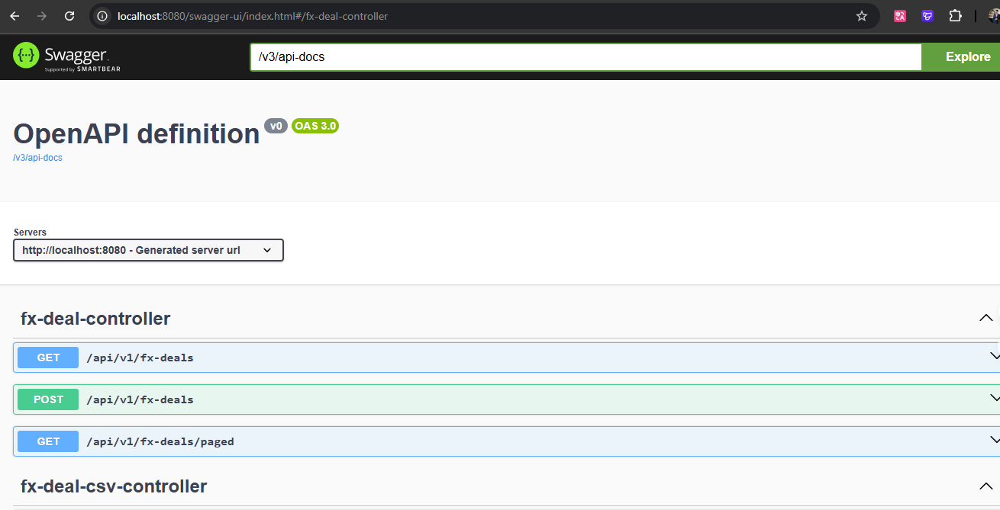 localhost:8080/swagger-ui/index.html#/fx-deal-controller
Swagger.
Supported by SMARTBEAR
/v3/api-docs
Explore
OpenAPI definition v0 OAS 3.0
/v3/api-docs
Servers
http://localhost:8080 - Generated server url
fx-deal-controller
GET /api/v1/fx-deals
POST /api/v1/fx-deals
GET /api/v1/fx-deals/paged
fx-deal-csv-controller